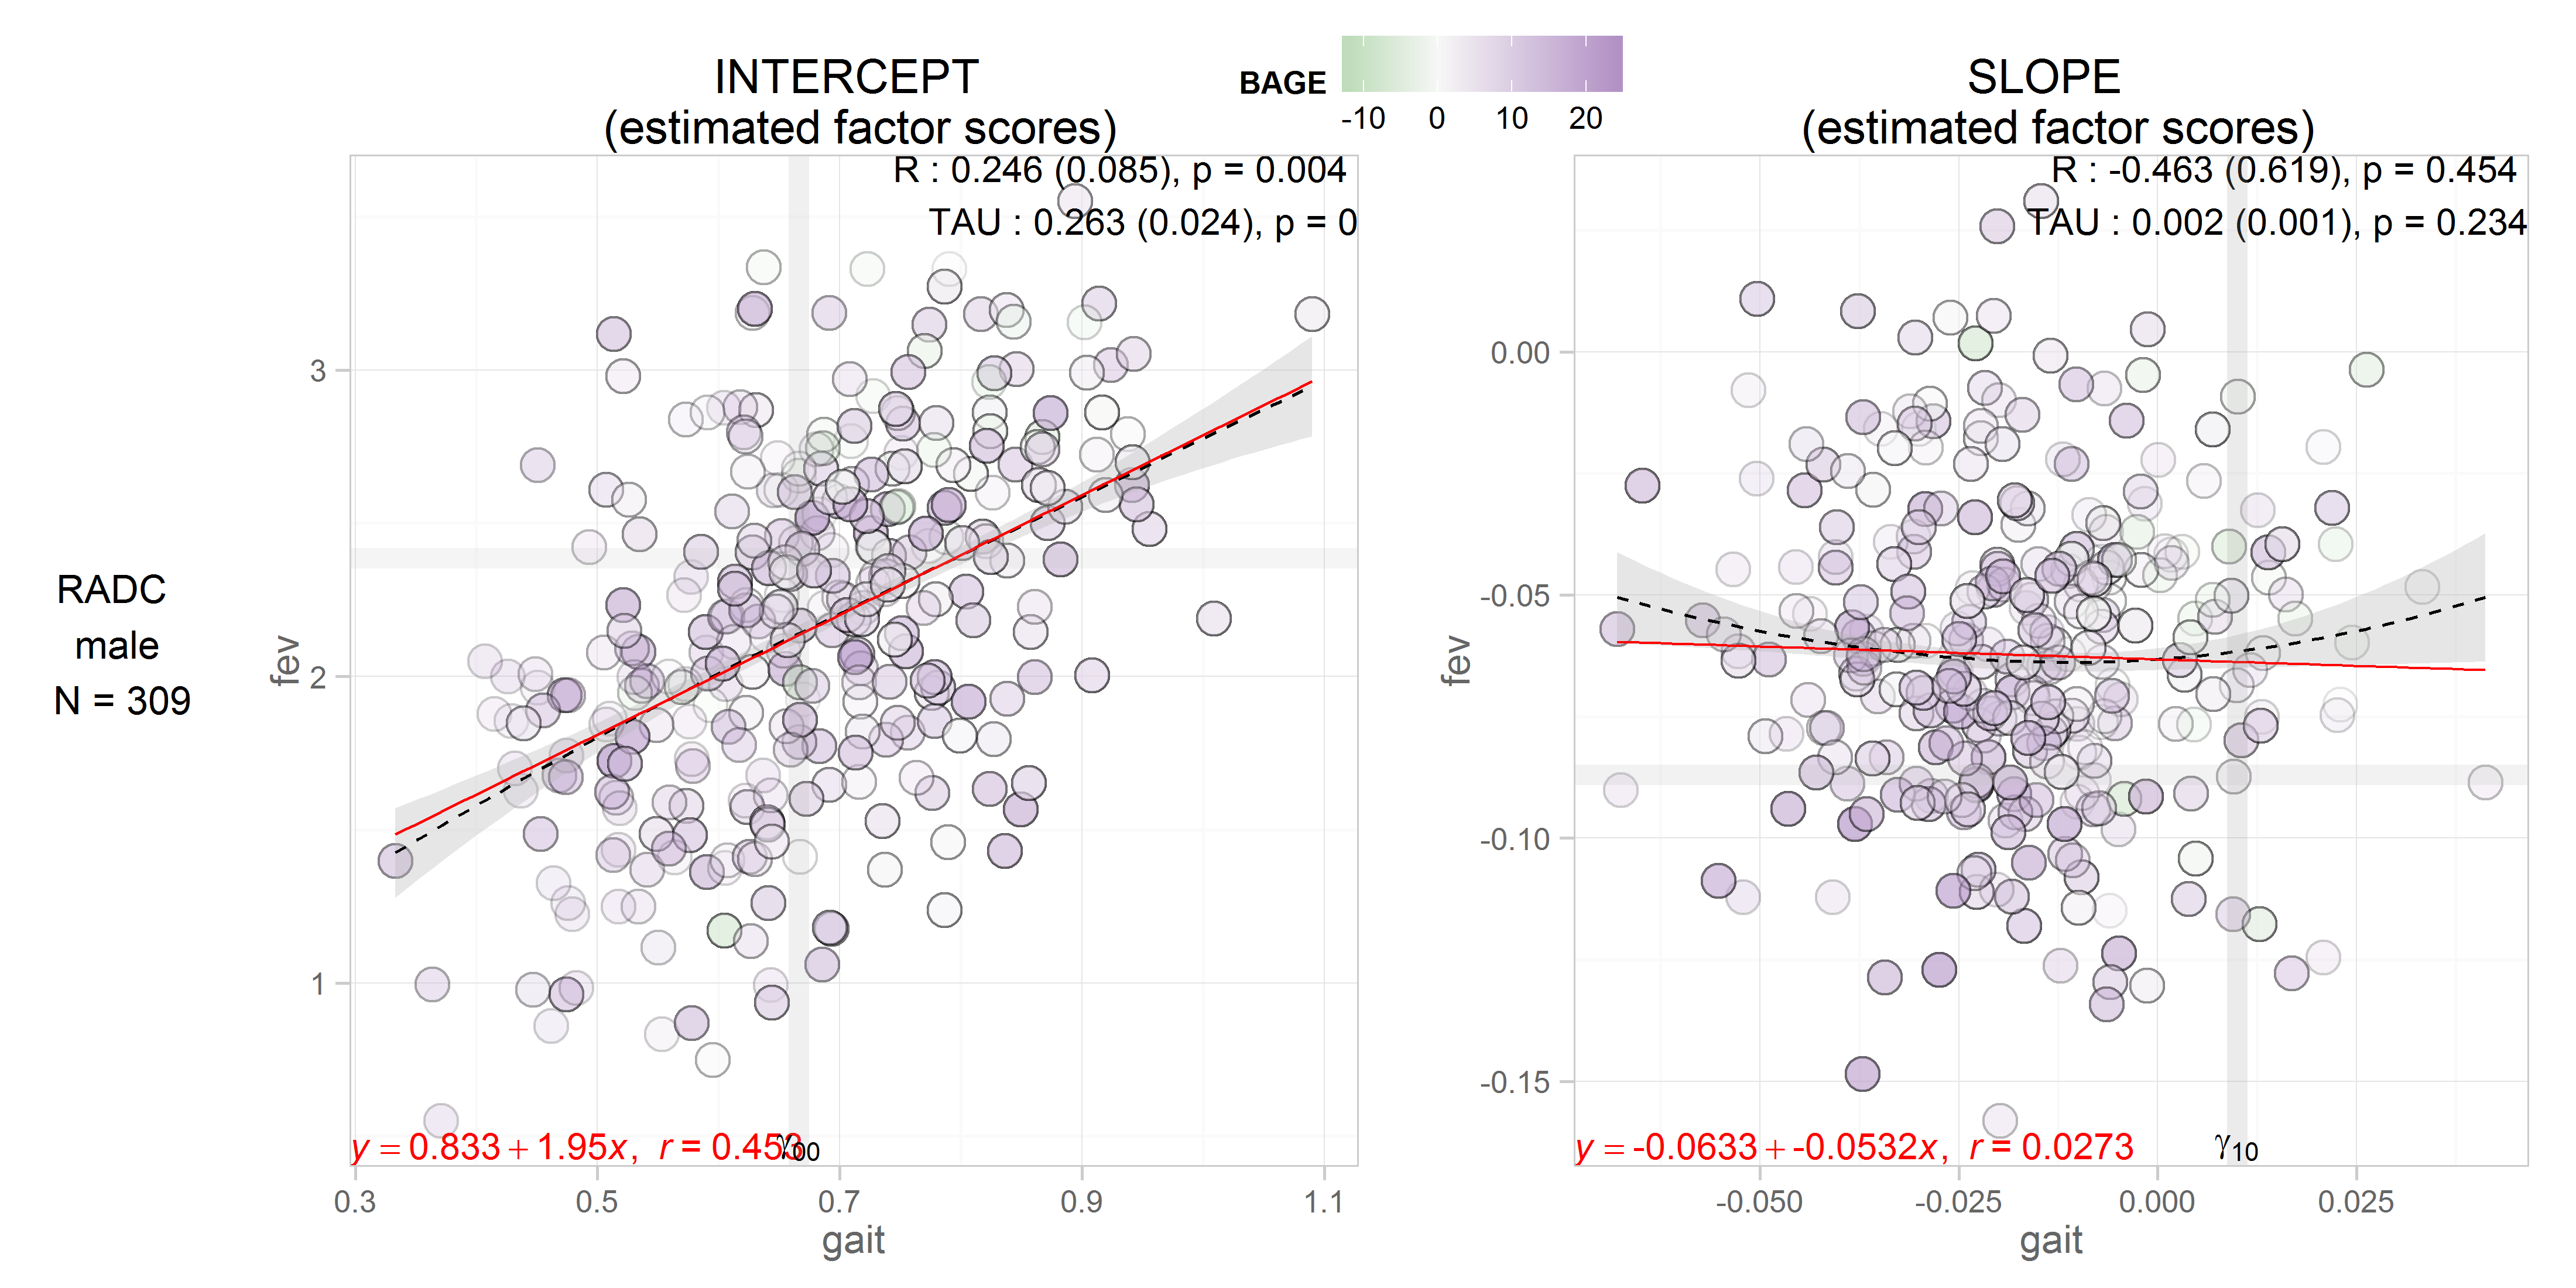 BAGE
-10 0 10 20
INTERCEPT
(estimated factor scores)
SLOPE
(estimated factor scores)
R : 0.246 (0.085), p = 0.004
TAU : 0.263 (0.024), p = 0
R : -0.463 (0.619), p = 0.454
TAU : 0.002 (0.001), p = 0.234
RADC
male
N = 309
fev
3
2
1
y = 0.833 + 1.95x, r = 0.453
γ00
0.3 0.5 0.7 0.9 1.1
gait
fev
0.00
-0.05
-0.10
-0.15
y = -0.0633 + -0.0532x, r = 0.0273
γ10
-0.050 -0.025 0.000 0.025
gait